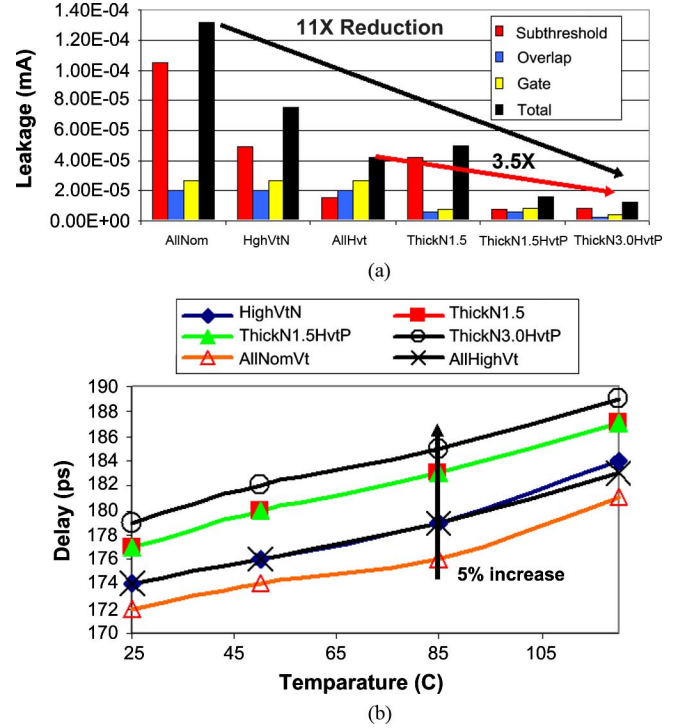 1.40E-04
1.20E-04
1.00E-04
8.00E-05
6.00E-05
4.00E-05
2.00E-05
0.00E+00
Leakage (mA)
11X Reduction
3.5X
Subthreshold
Overlap
Gate
Total
AllNom
HghVtN
AllHvt
ThickN1.5
ThickN1.5HvtP
ThickN3.0HvtP
(a)
HighVtN
ThickN1.5
ThickN1.5HvtP
ThickN3.0HvtP
AllNomVt
AllHighVt
190
188
186
184
182
180
178
176
174
172
170
Delay (ps)
5% increase
25
45
65
85
105
Temparature (C)
(b)